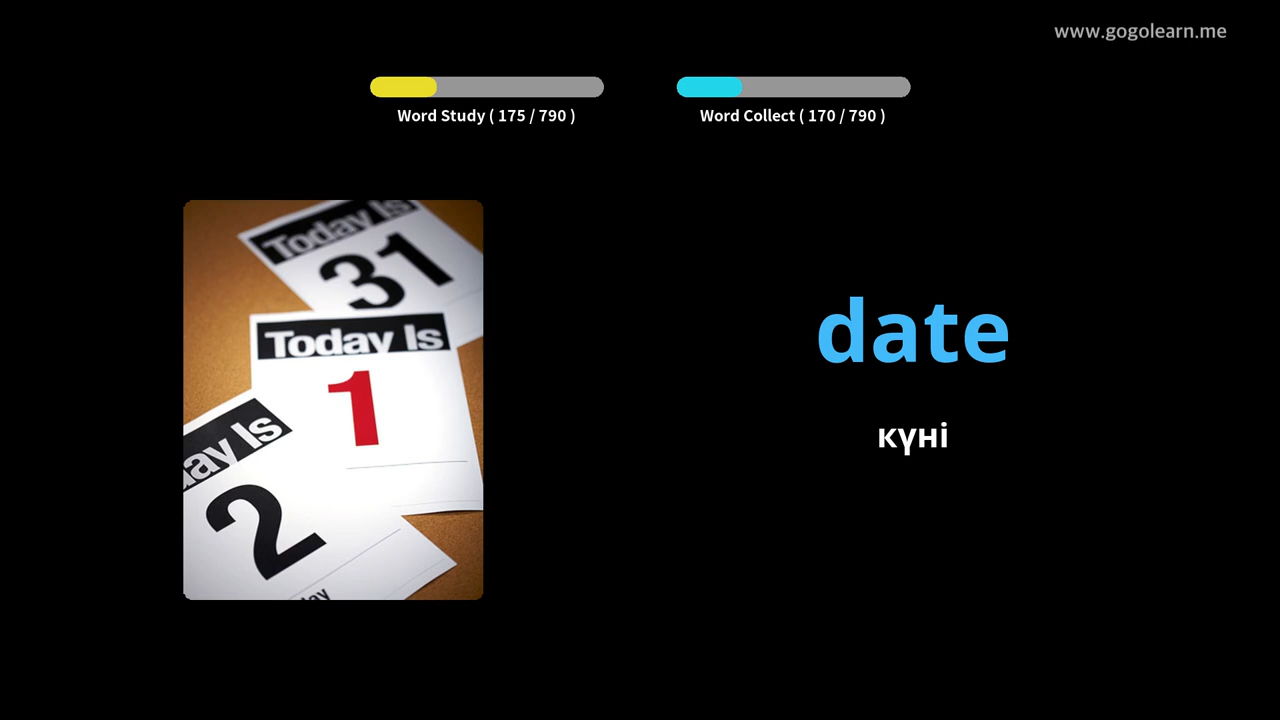 www.gogolearn.me
Word Study ( 175 / 790 )
Word Collect ( 170 / 790 )
Today Is
31
Today Is
1
ay Is
2
date
күні